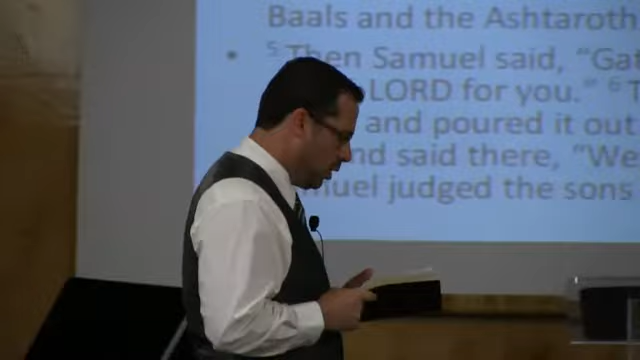 Baals and the Ashtaroth
• ⁵ Then Samuel said, “Gat
LORD for you.” ⁶ T
and poured it out
nd said there, “We
muel judged the sons